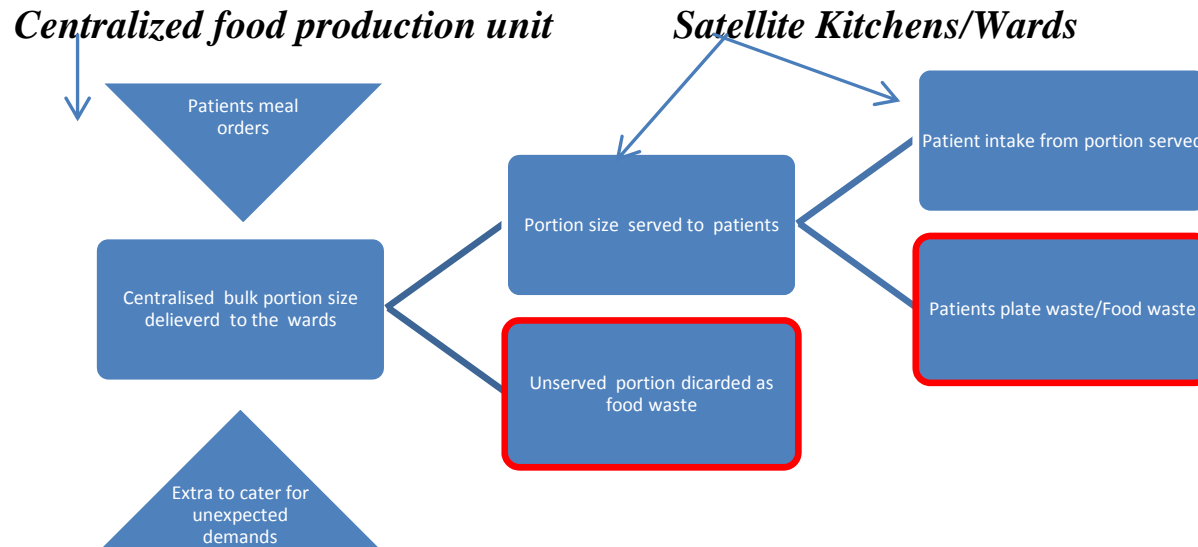 Centralized food production unit
Satellite Kitchens/Wards
Patients meal
orders
Centralised bulk portion size
delieverd to the wards
Extra to cater for
unexpected
demands
Portion size served to patients
Unserved portion dicarded as
food waste
Patient intake from portion served
Patients plate waste/Food waste